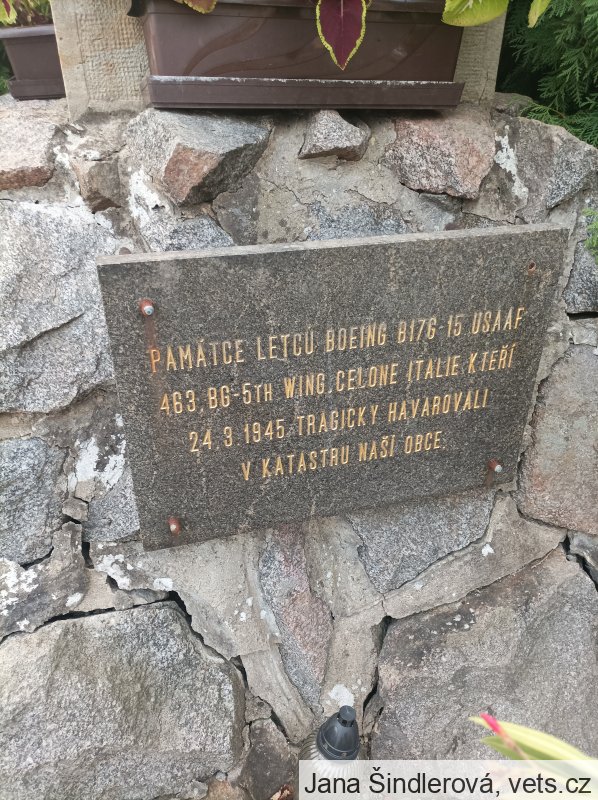 PAMÁTCE LETCŮ BOEING B17G-15 USAAF
463.BG-5TH WING.CELONE ITALIE.KTEŘÍ
24.3.1945 TRAGICKY HAVAROVALI
V KATASTRU NAŠÍ OBCE.
Jana Šindlerová, vets.cz